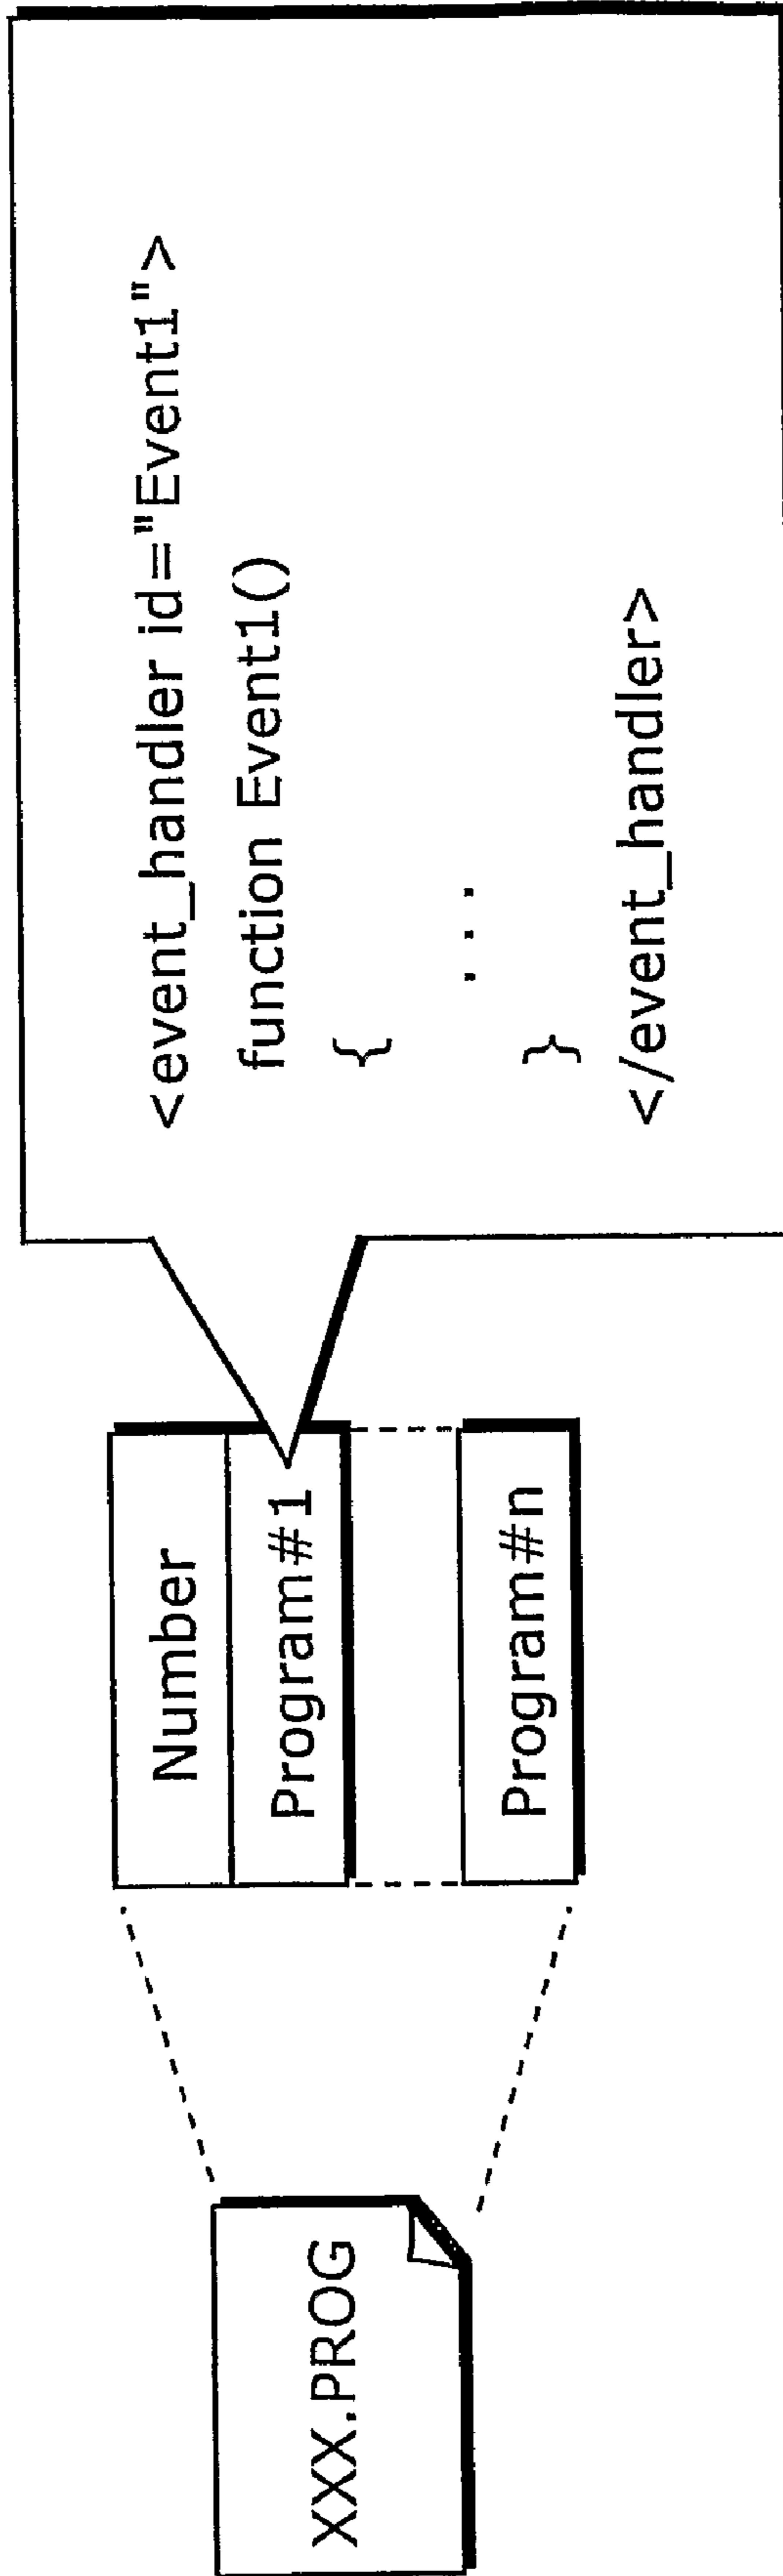 XXX.PROG
Number
Program#1
Program#n
<event_handler id="Event1">
function Event1()
{
...
}
</event_handler>